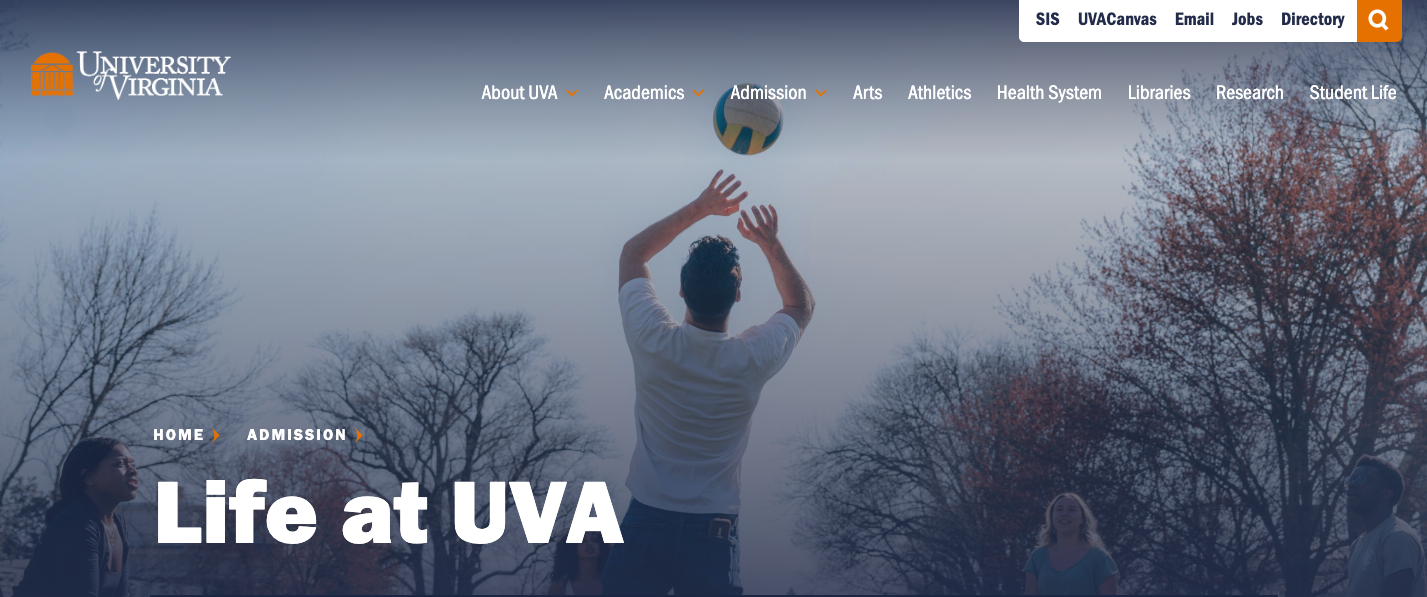 SIS UVACanvas Email Jobs Directory
UNIVERSITY
of VIRGINIA
About UVA Academics Admission Arts Athletics Health System Libraries Research Student Life
HOME ADMISSION
Life at UVA